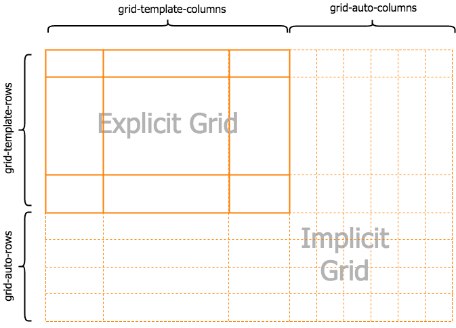 grid-template-columns
grid-auto-columns
grid-template-rows
Explicit Grid
grid-auto-rows
Implicit
Grid